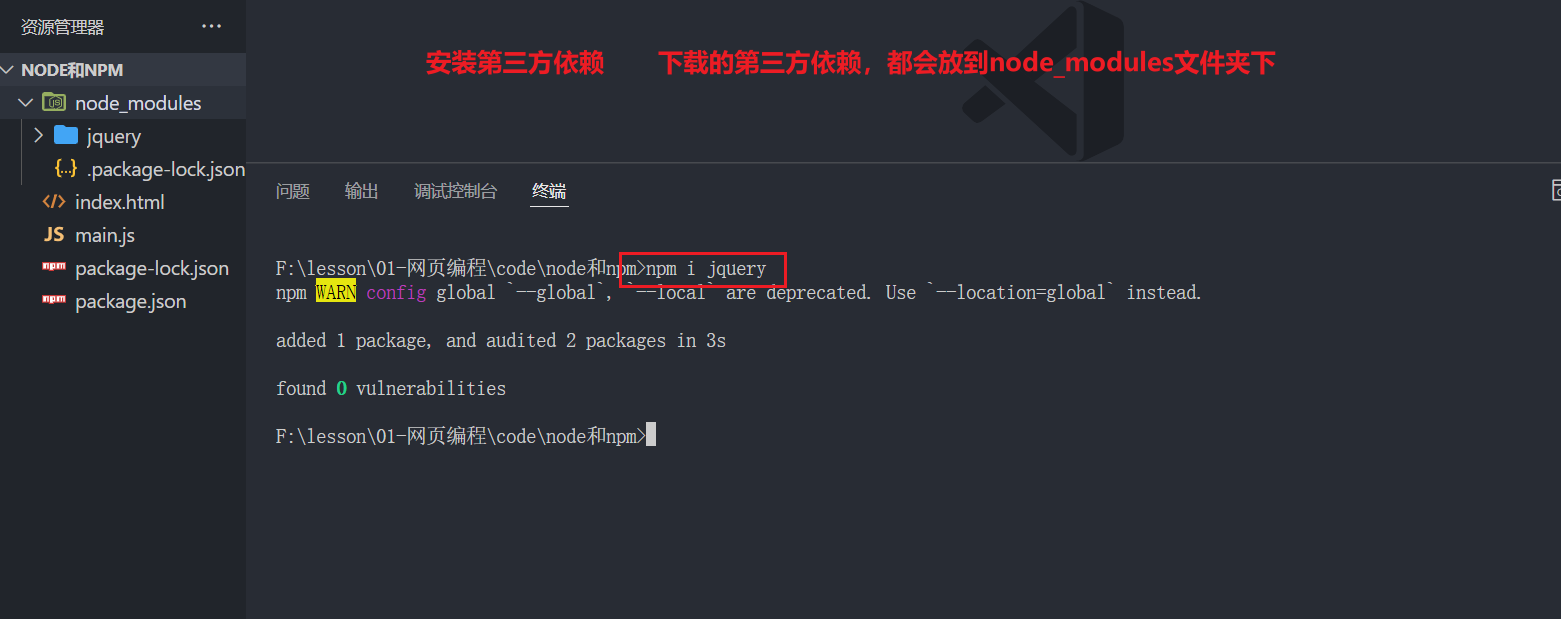 资源管理器 ···
安装第三方依赖 下载的第三方依赖，都会放到node_modules文件夹下
NODE和NPM
node_modules
jquery
{..} .package-lock.json
</> index.html
JS main.js
npm package-lock.json
npm package.json
问题 输出 调试控制台 终端
F:\lesson\01-网页编程\code\node和npm>npm i jquery
npm WARN config global `--global`, `--local` are deprecated. Use `--location=global` instead.
added 1 package, and audited 2 packages in 3s
found 0 vulnerabilities
F:\lesson\01-网页编程\code\node和npm>